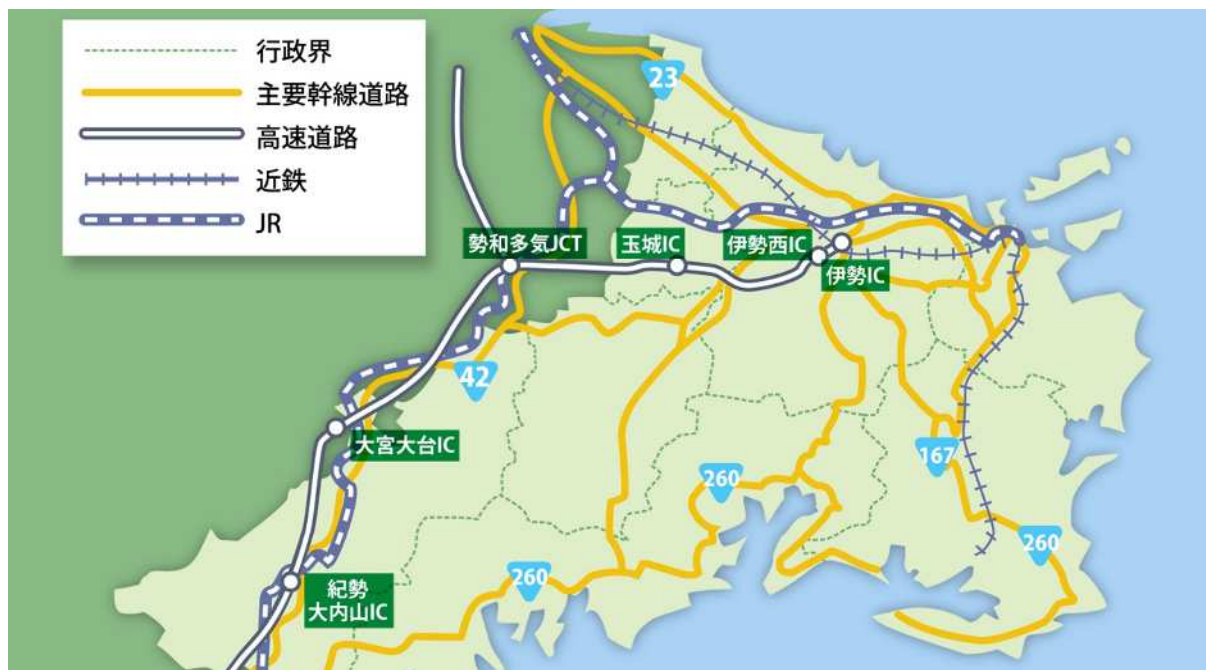 行政界
主要幹線道路
高速道路
近鉄
JR
23
勢和多気JCT
玉城IC
伊勢西IC
伊勢IC
42
大宮大台IC
167
260
260
260
紀勢
大内山IC